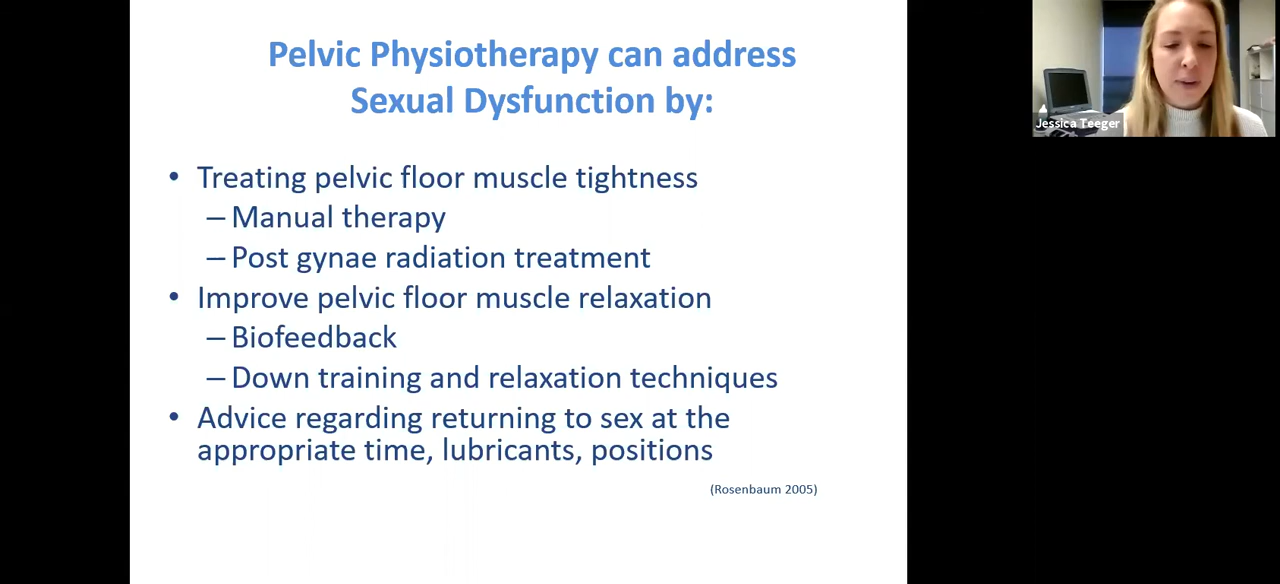 Pelvic Physiotherapy can address
Sexual Dysfunction by:
• Treating pelvic floor muscle tightness
– Manual therapy
– Post gynae radiation treatment
• Improve pelvic floor muscle relaxation
– Biofeedback
– Down training and relaxation techniques
• Advice regarding returning to sex at the
appropriate time, lubricants, positions
(Rosenbaum 2005)
Jessica Teeger